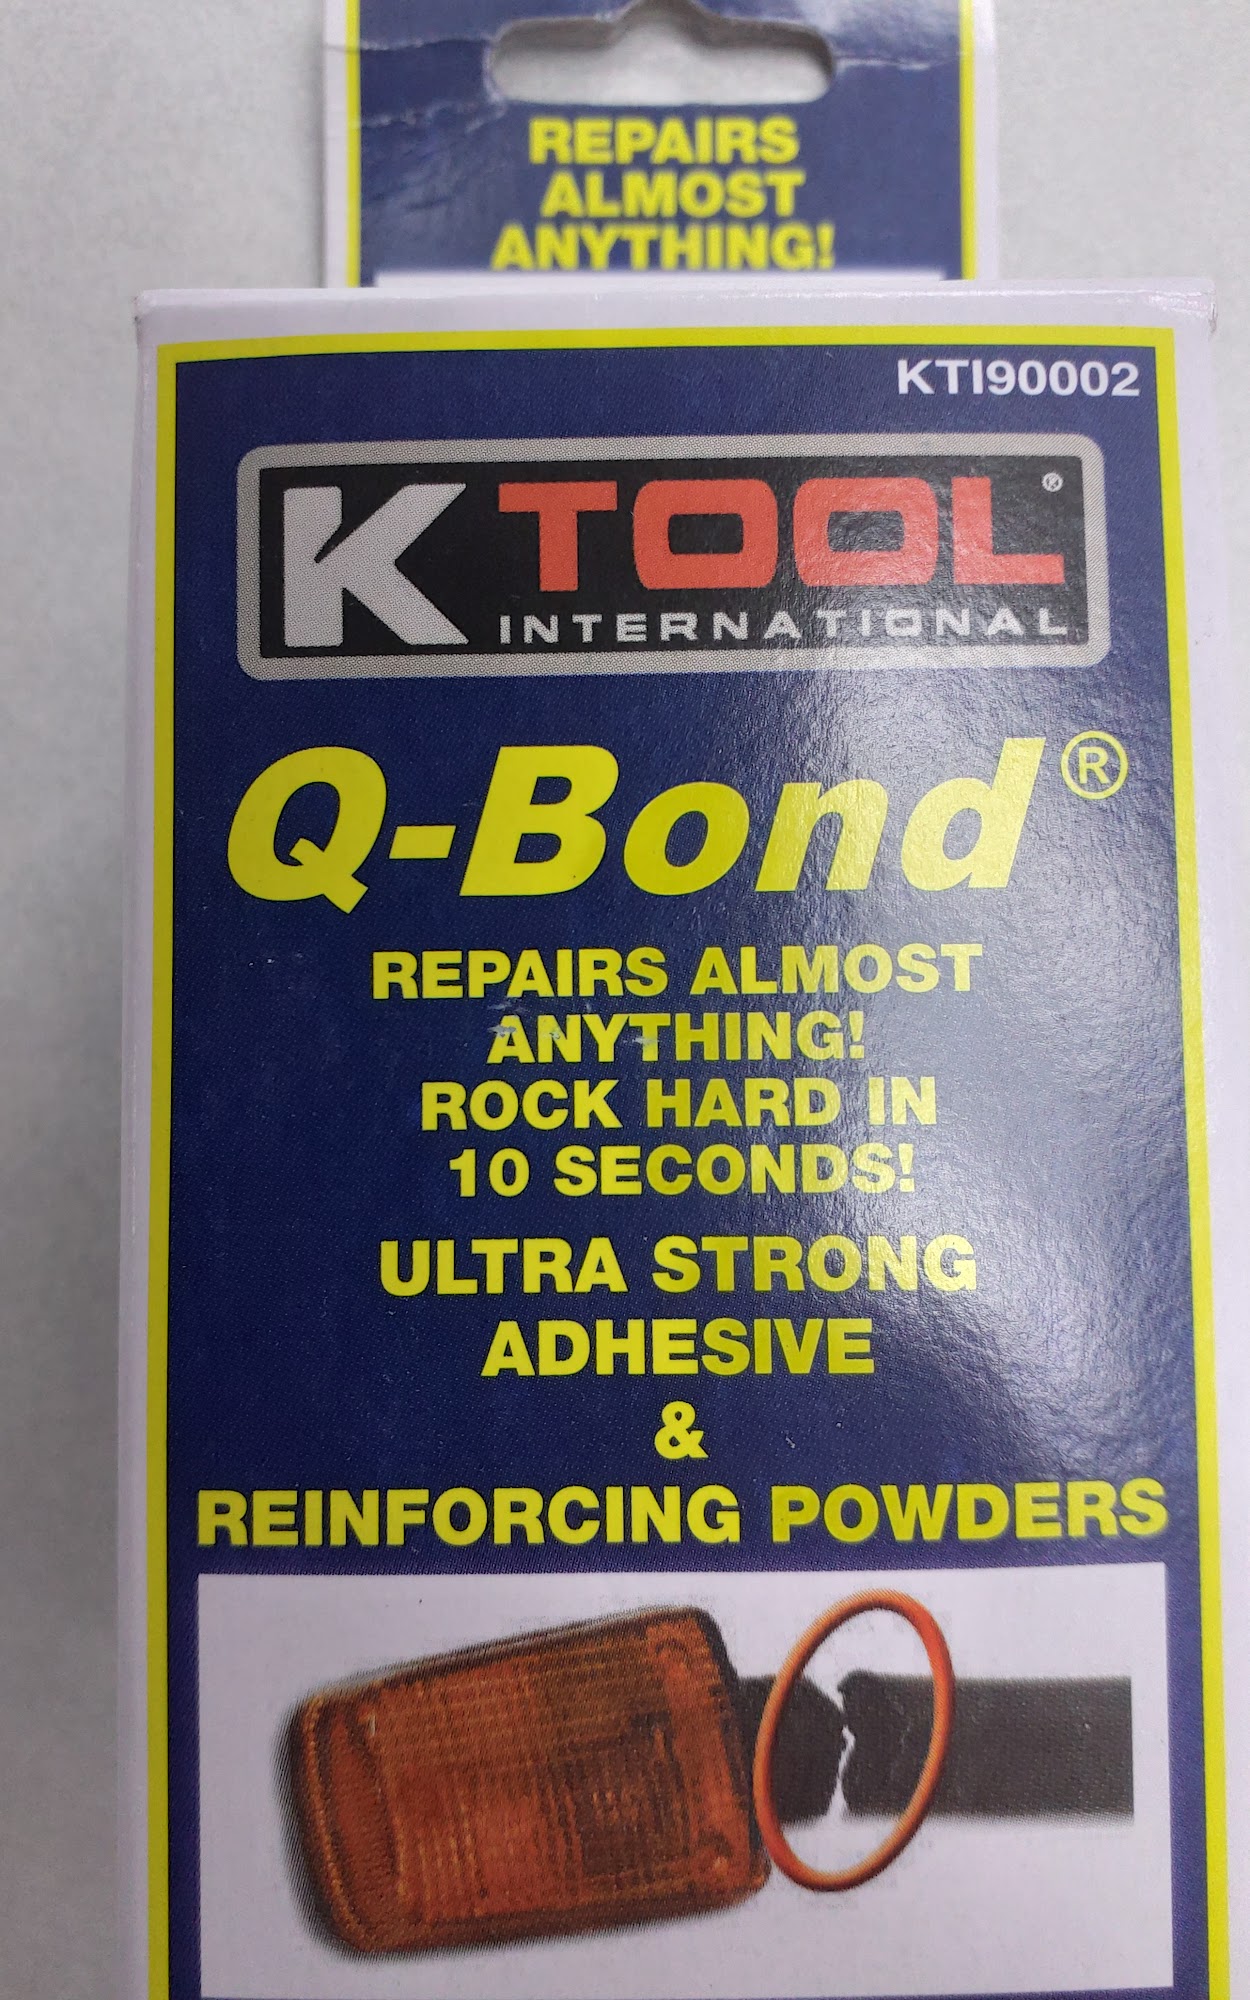 REPAIRS
ALMOST
ANYTHING!
KTI90002
K TOOL®
INTERNATIONAL
Q-Bond®
REPAIRS ALMOST
ANYTHING!
ROCK HARD IN
10 SECONDS!
ULTRA STRONG
ADHESIVE
&
REINFORCING POWDERS